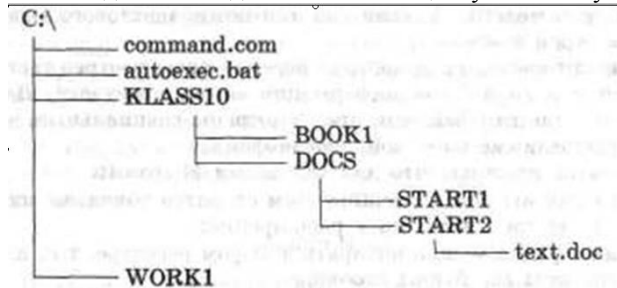 C:\
command.com
autoexec.bat
KLASS10
BOOK1
DOCS
START1
START2
text.doc
WORK1